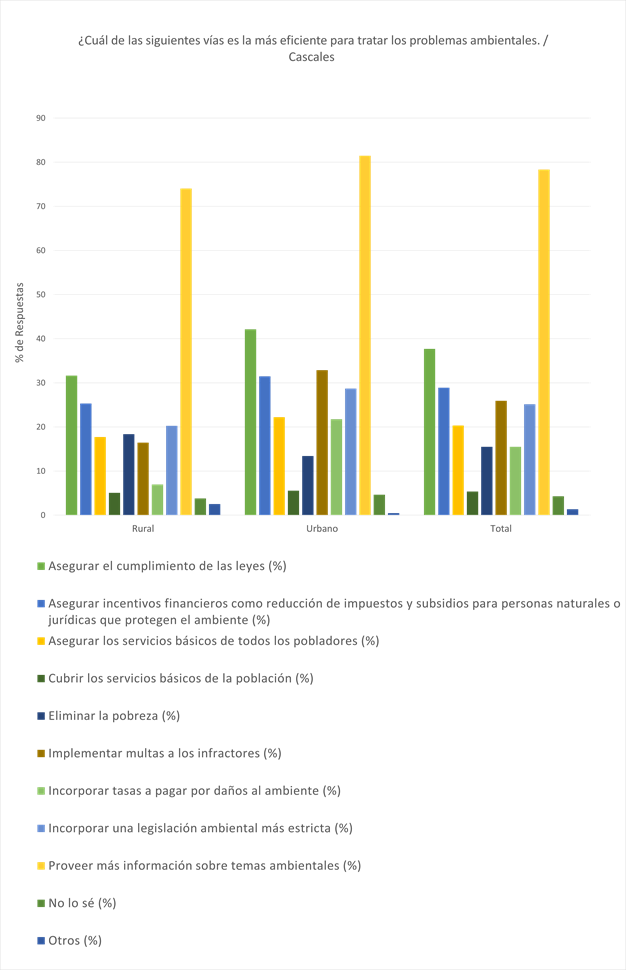 ¿Cuál de las siguientes vías es la más eficiente para tratar los problemas ambientales. /
Cascales
90
80
70
60
50
40
30
20
10
0
% de Respuestas
Rural
Urbano
Total
Asegurar el cumplimiento de las leyes (%)
Asegurar incentivos financieros como reducción de impuestos y subsidios para personas naturales o
jurídicas que protegen el ambiente (%)
Asegurar los servicios básicos de todos los pobladores (%)
Cubrir los servicios básicos de la población (%)
Eliminar la pobreza (%)
Implementar multas a los infractores (%)
Incorporar tasas a pagar por daños al ambiente (%)
Incorporar una legislación ambiental más estricta (%)
Proveer más información sobre temas ambientales (%)
No lo sé (%)
Otros (%)